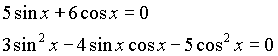 5 sin x + 6 cos x = 0
3 sin² x − 4 sin x cos x − 5 cos² x = 0